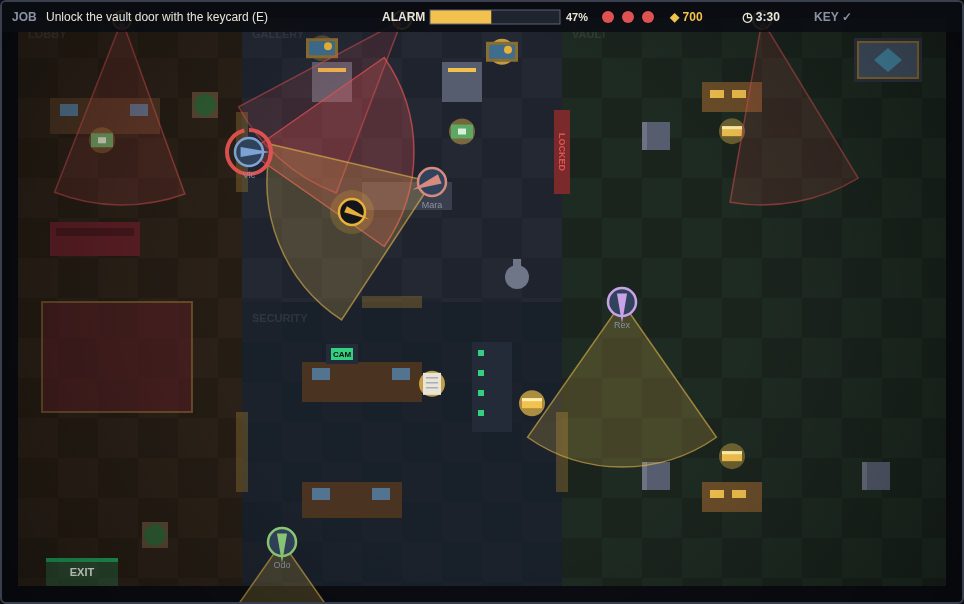 JOB Unlock the vault door with the keycard (E) ALARM 47% 700 3:30 KEY ✓
LOBBY GALLERY VAULT
LOCKED
Vic
Mara
SECURITY
Rex
CAM
Odo
EXIT